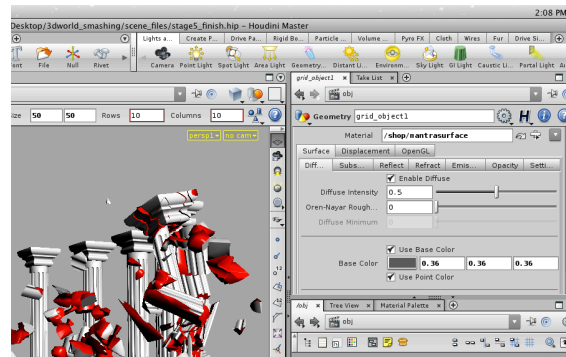 2:08 PM
Desktop/3dworld_smashing/scene_files/stage5_finish.hip - Houdini Master
Lights a... Create P... Drive Pa... Rigid Bo... Particle ... Volume ... Pyro FX Cloth Wires Fur Drive Si...
File Null Rivet Camera Point Light Spot Light Area Light Geometry... Distant Li... Environm... Sky Light GI Light Caustic Li... Portal Light
grid_object1 Take List
obj
Size 50 50 Rows 10 Columns 10
Geometry grid_object1
persp1 no cam
Material /shop/mantrasurface
Surface Displacement OpenGL
Diff... Subs... Reflect Refract Emis... Opacity Setti...
Enable Diffuse
Diffuse Intensity 0.5
Oren-Nayar Rough... 0
Diffuse Minimum 0
Use Base Color
Base Color 0.36 0.36 0.36
Use Point Color
/obj Tree View Material Palette
obj